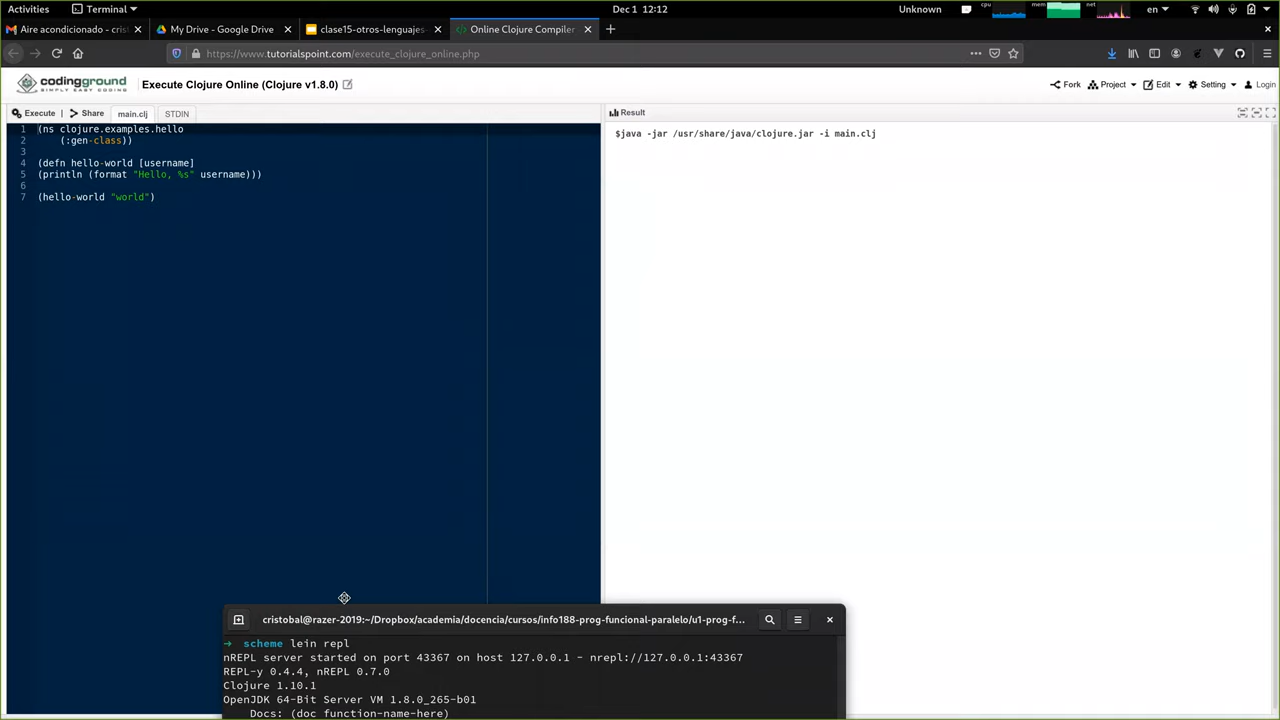 Activities
Terminal
Dec 1 12:12
Unknown
cpu
mem
net
en
Aire acondicionado - cris
My Drive - Google Drive
clase15-otros-lenguajes-
Online Clojure Compiler
https://www.tutorialspoint.com/execute_clojure_online.php
codingground
SIMPLY EASY CODING
Execute Clojure Online (Clojure v1.8.0)
Fork
Project
Edit
Setting
Login
Execute
|
Share
main.clj
STDIN
Result
1 (ns clojure.examples.hello
2 (:gen-class))
3
4 (defn hello-world [username]
5 (println (format "Hello, %s" username)))
6
7 (hello-world "world")
$java -jar /usr/share/java/clojure.jar -i main.clj
cristobal@razer-2019:~/Dropbox/academia/docencia/cursos/info188-prog-funcional-paralelo/u1-prog-f...
→ scheme lein repl
nREPL server started on port 43367 on host 127.0.0.1 - nrepl://127.0.0.1:43367
REPL-y 0.4.4, nREPL 0.7.0
Clojure 1.10.1
OpenJDK 64-Bit Server VM 1.8.0_265-b01
Docs: (doc function-name-here)